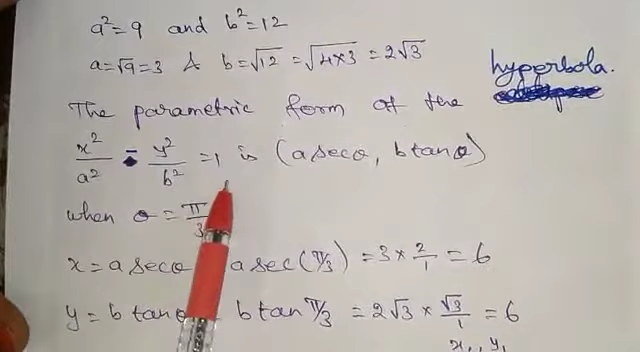 a²=9 and b²=12
a=√9=3 & b=√12=√4×3=2√3
hyperbola.
The parametric form of the
x²/a² - y²/b² =1 is (a secθ, b tanθ)
when θ = π/3
x = a secθ a sec(π/3) = 3 × 2/1 = 6
y = b tanθ b tan π/3 = 2√3 × √3/1 = 6
x₁, y₁